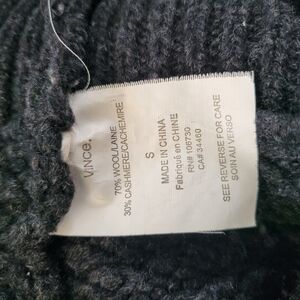 Vince.
70% WOOL/LAINE
30% CASHMERE/CACHEMIRE
S
MADE IN CHINA
Fabriqué en CHINE
RN# 106730
CA# 34460
SEE REVERSE FOR CARE
SOIN AU VERSO